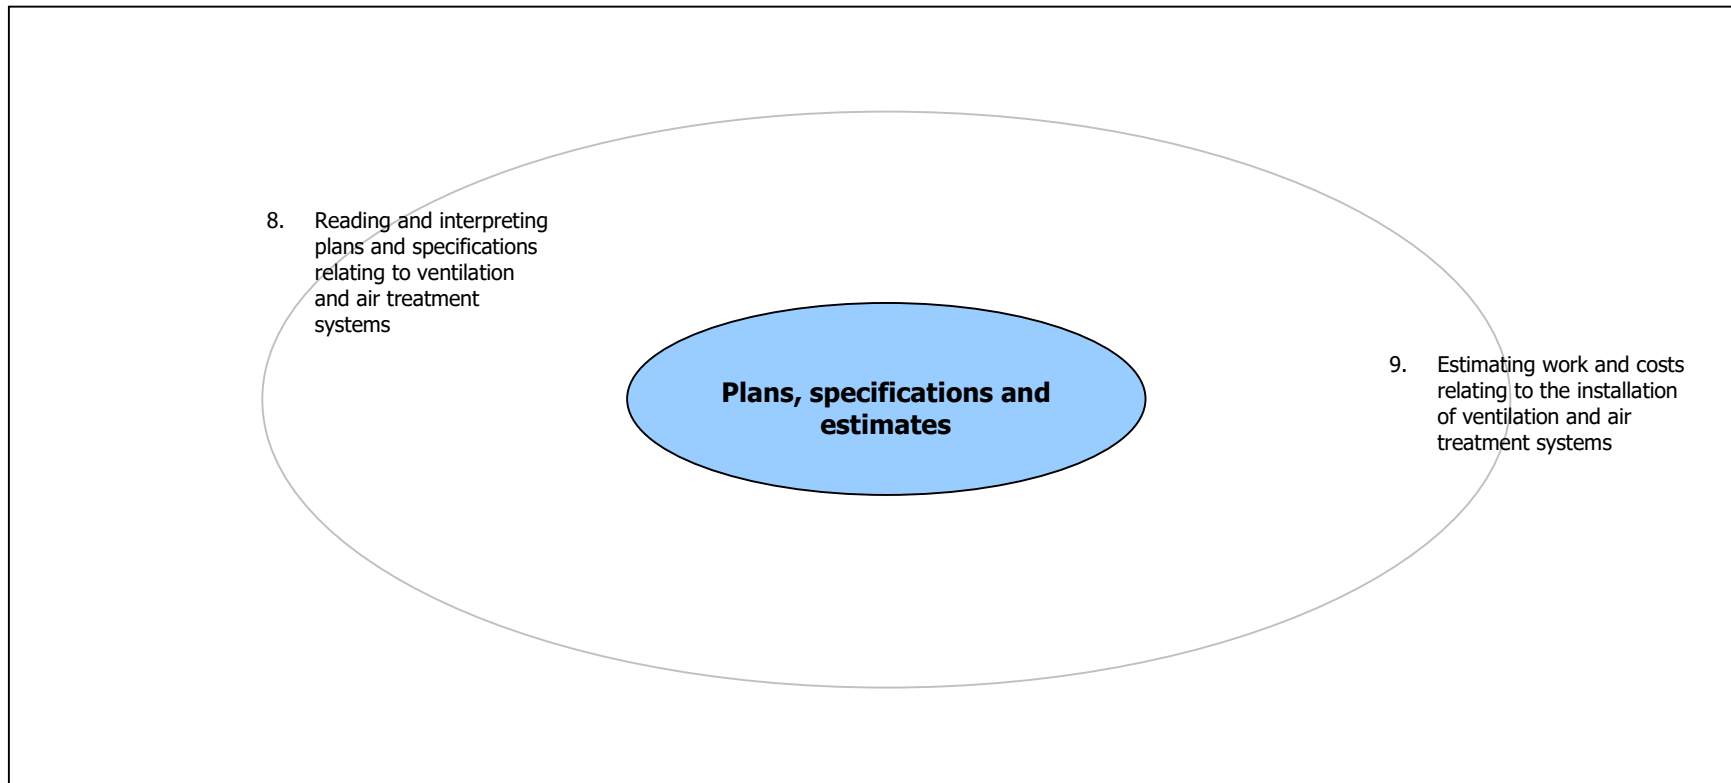 8. Reading and interpreting
plans and specifications
relating to ventilation
and air treatment
systems
Plans, specifications and
estimates
9. Estimating work and costs
relating to the installation
of ventilation and air
treatment systems